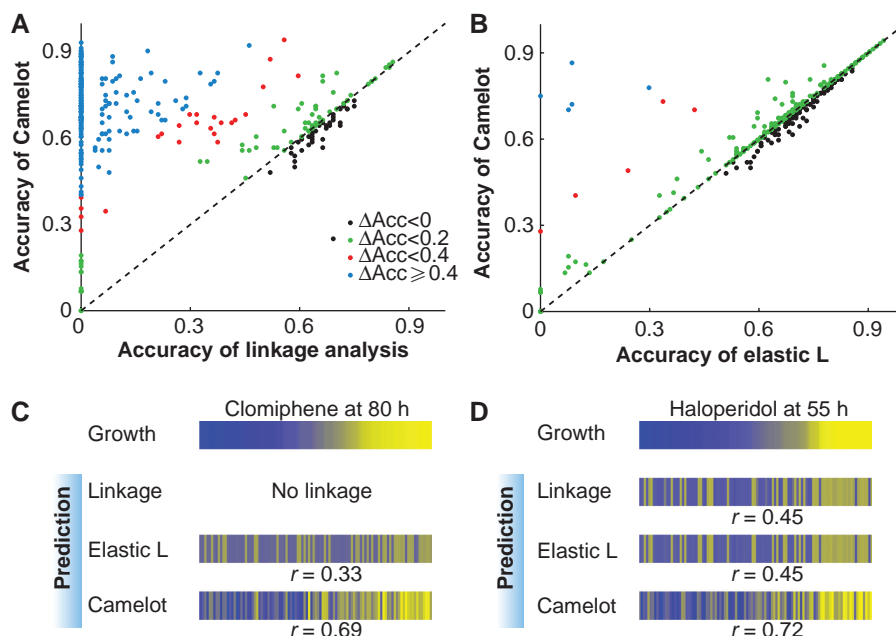 A
Accuracy of Camelot
0.9
0.6
0.3
0
0
0.3
0.6
0.9
Accuracy of linkage analysis
ΔAcc<0
ΔAcc<0.2
ΔAcc<0.4
ΔAcc⩾0.4
B
Accuracy of Camelot
0.9
0.6
0.3
0
0
0.3
0.6
0.9
Accuracy of elastic L
C
Clomiphene at 80 h
Growth
Prediction
Linkage
No linkage
Elastic L
r = 0.33
Camelot
r = 0.69
D
Haloperidol at 55 h
Growth
Prediction
Linkage
r = 0.45
Elastic L
r = 0.45
Camelot
r = 0.72